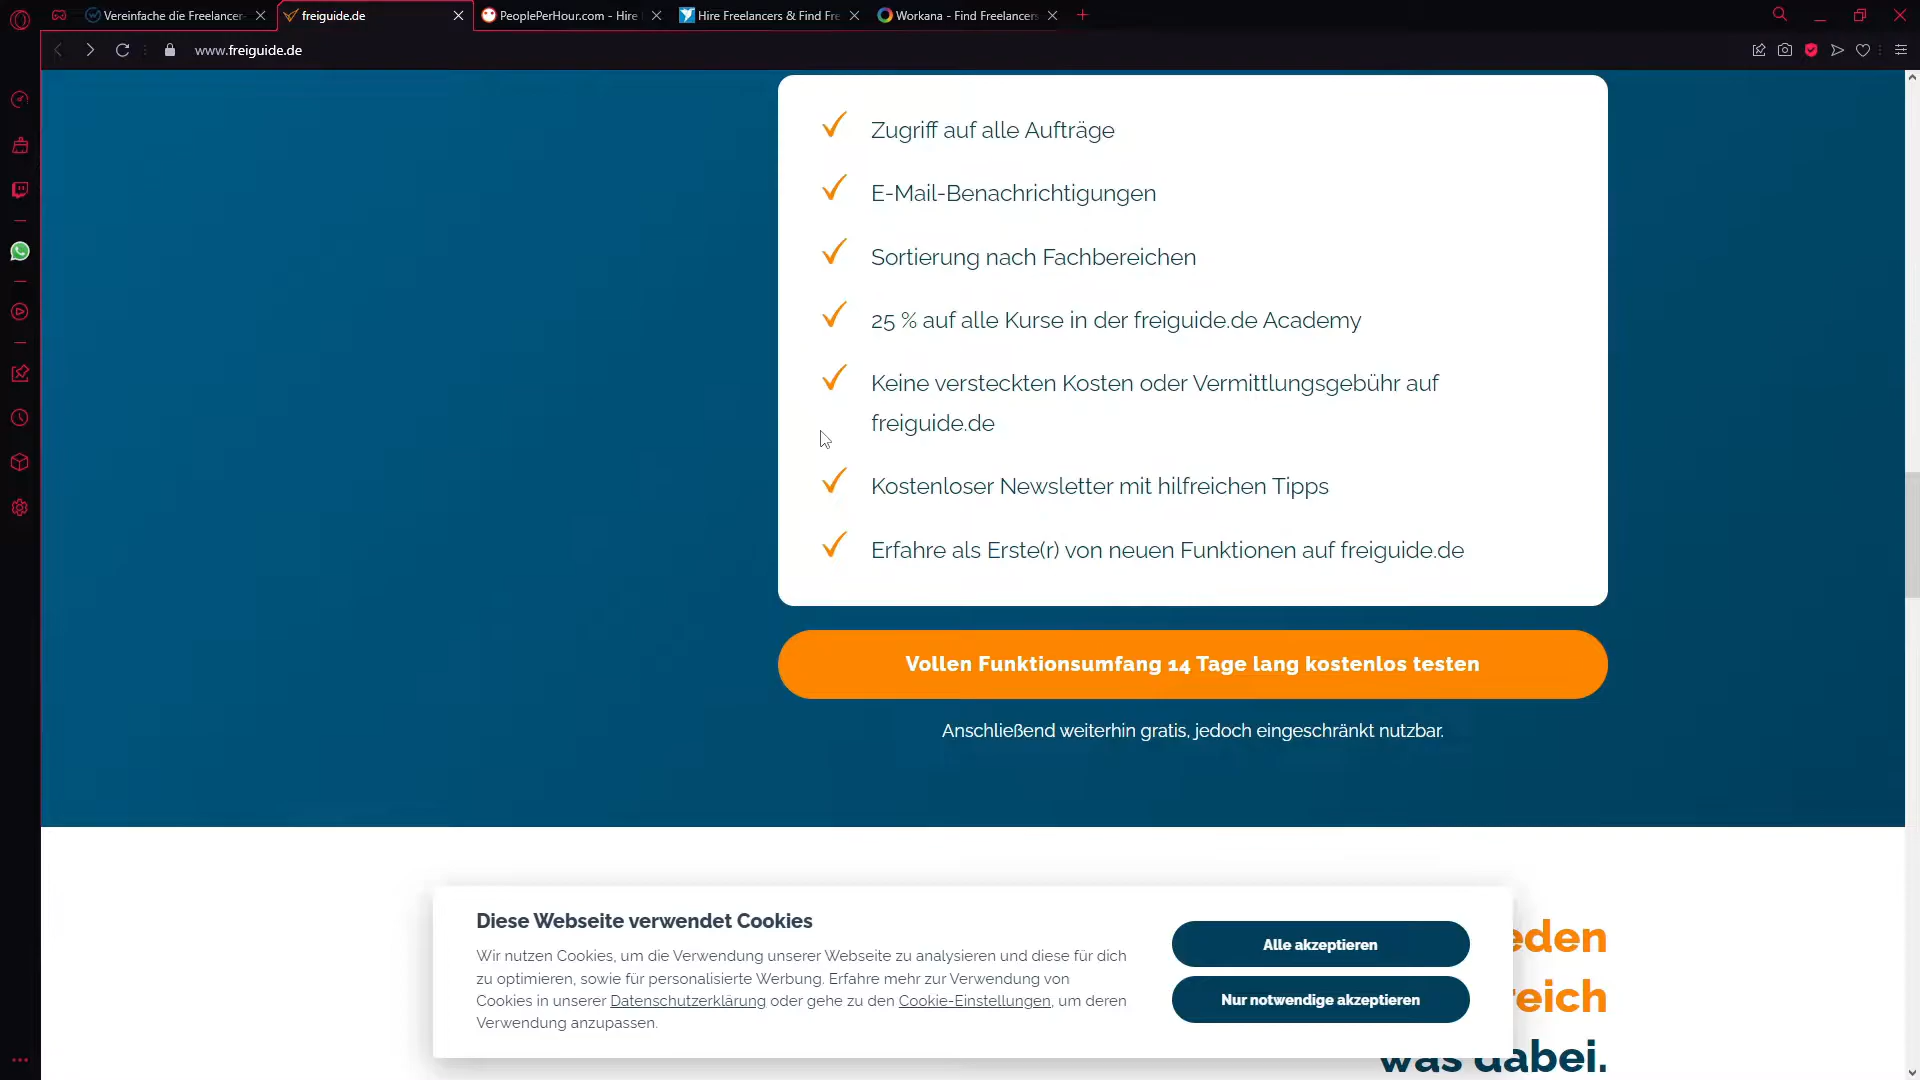 Vereinfache die Freelancer-
freiguide.de
PeoplePerHour.com - Hire
Hire Freelancers & Find Fre
Workana - Find Freelancers
www.freiguide.de
Zugriff auf alle Aufträge
E-Mail-Benachrichtigungen
Sortierung nach Fachbereichen
25 % auf alle Kurse in der freiguide.de Academy
Keine versteckten Kosten oder Vermittlungsgebühr auf
freiguide.de
Kostenloser Newsletter mit hilfreichen Tipps
Erfahre als Erste(r) von neuen Funktionen auf freiguide.de
Vollen Funktionsumfang 14 Tage lang kostenlos testen
Anschließend weiterhin gratis, jedoch eingeschränkt nutzbar.
Diese Webseite verwendet Cookies
Wir nutzen Cookies, um die Verwendung unserer Webseite zu analysieren und diese für dich
zu optimieren, sowie für personalisierte Werbung. Erfahre mehr zur Verwendung von
Cookies in unserer Datenschutzerklärung oder gehe zu den Cookie-Einstellungen, um deren
Verwendung anzupassen.
Alle akzeptieren
Nur notwendige akzeptieren
eden
reich
was dabei.